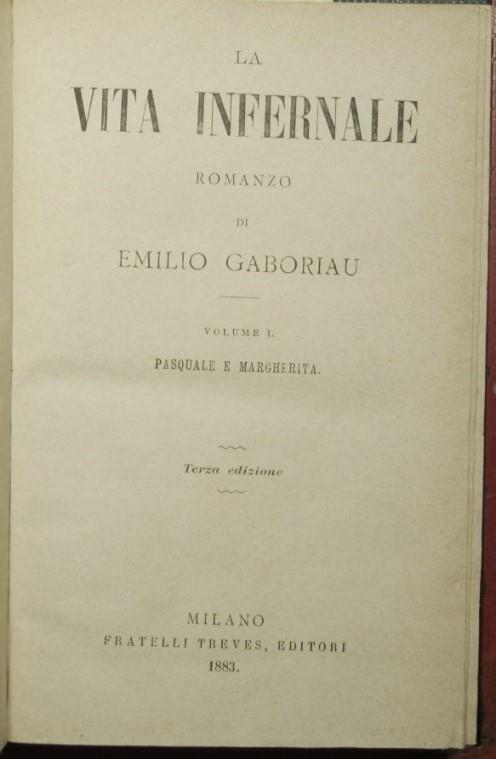 LA
VITA INFERNALE
ROMANZO
DI
EMILIO GABORIAU
VOLUME I.
PASQUALE E MARGHERITA.
Terza edizione
MILANO
FRATELLI TREVES, EDITORI
1883.